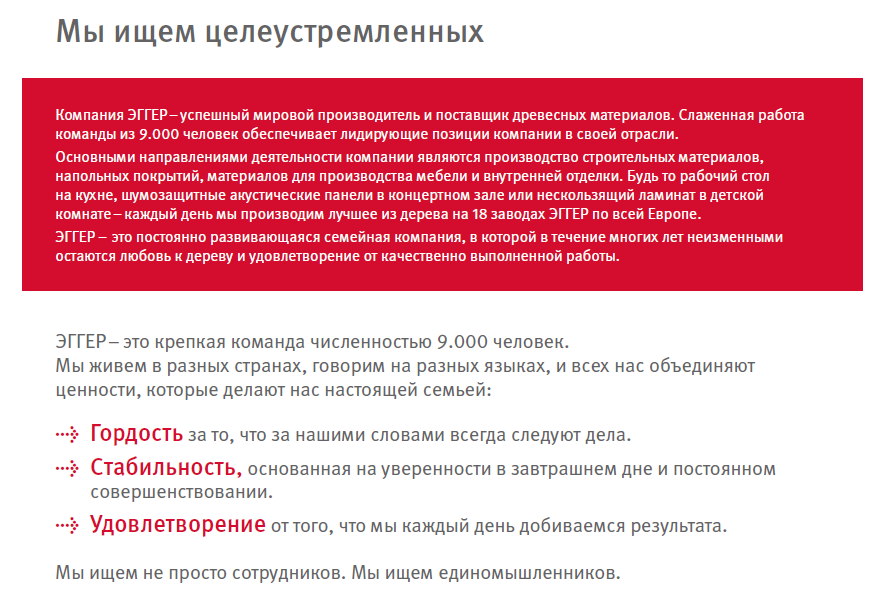 Мы ищем целеустремленных
Компания ЭГГЕР – успешный мировой производитель и поставщик древесных материалов. Слаженная работа
команды из 9.000 человек обеспечивает лидирующие позиции компании в своей отрасли.
Основными направлениями деятельности компании являются производство строительных материалов,
напольных покрытий, материалов для производства мебели и внутренней отделки. Будь то рабочий стол
на кухне, шумозащитные акустические панели в концертном зале или нескользящий ламинат в детской
комнате – каждый день мы производим лучшее из дерева на 18 заводах ЭГГЕР по всей Европе.
ЭГГЕР – это постоянно развивающаяся семейная компания, в которой в течение многих лет неизменными
остаются любовь к дереву и удовлетворение от качественно выполненной работы.
ЭГГЕР – это крепкая команда численностью 9.000 человек.
Мы живем в разных странах, говорим на разных языках, и всех нас объединяют
ценности, которые делают нас настоящей семьей:
Гордость за то, что за нашими словами всегда следуют дела.
Стабильность, основанная на уверенности в завтрашнем дне и постоянном
совершенствовании.
Удовлетворение от того, что мы каждый день добиваемся результата.
Мы ищем не просто сотрудников. Мы ищем единомышленников.